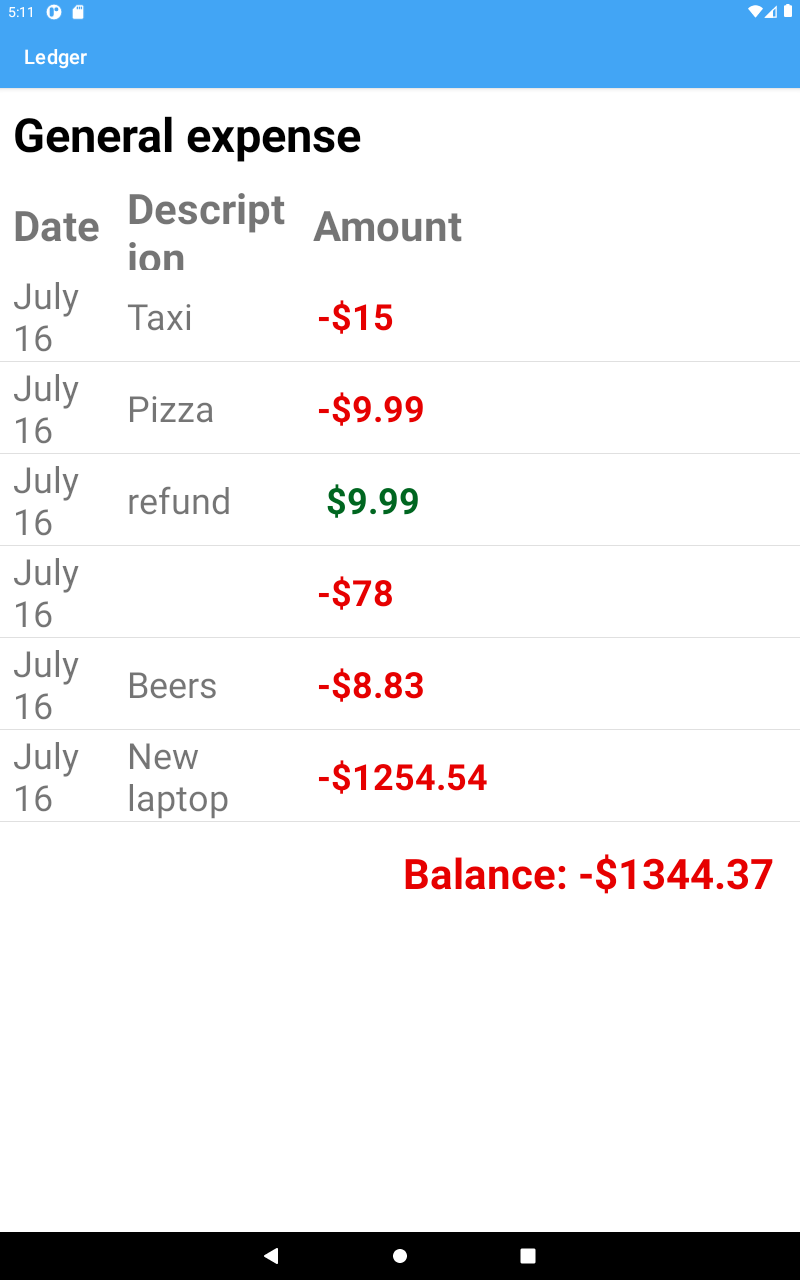 5:11
Ledger
General expense
Date Descript
ion Amount
July
16 Taxi -$15
July
16 Pizza -$9.99
July
16 refund $9.99
July
16 -$78
July
16 Beers -$8.83
July
16 New
laptop -$1254.54
Balance: -$1344.37